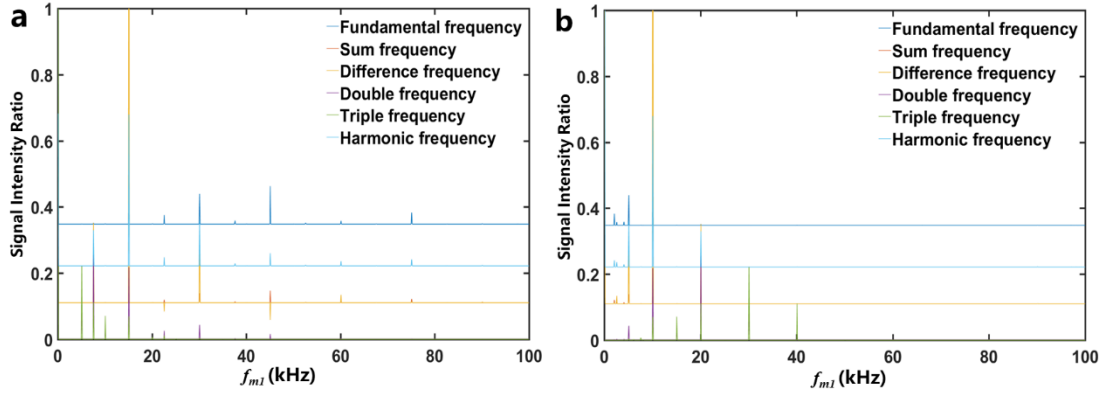 a
1
0.8
0.6
0.4
0.2
0
Signal Intensity Ratio
Fundamental frequency
Sum frequency
Difference frequency
Double frequency
Triple frequency
Harmonic frequency
0 20 40 60 80 100
fm1 (kHz)
b
1
0.8
0.6
0.4
0.2
0
Signal Intensity Ratio
Fundamental frequency
Sum frequency
Difference frequency
Double frequency
Triple frequency
Harmonic frequency
0 20 40 60 80 100
fm1 (kHz)